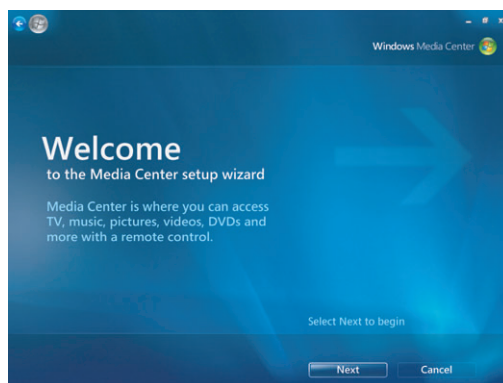 Windows Media Center
Welcome
to the Media Center setup wizard
Media Center is where you can access
TV, music, pictures, videos, DVDs and
more with a remote control.
Select Next to begin
Next Cancel